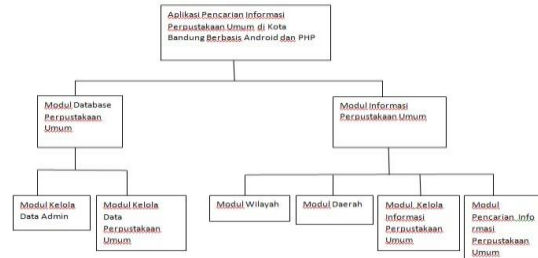 Aplikasi Pencarian Informasi
Perpustakaan Umum di Kota
Bandung Berbasis Android dan PHP
Modul Database
Perpustakaan
Umum
Modul Informasi
Perpustakaan Umum
Modul Kelola
Data Admin
Modul Kelola
Data
Perpustakaan
Umum
Modul Wilayah
Modul Daerah
Modul Kelola
Informasi
Perpustakaan
Umum
Modul
Pencarian Info
rmasi
Perpustakaan
Umum